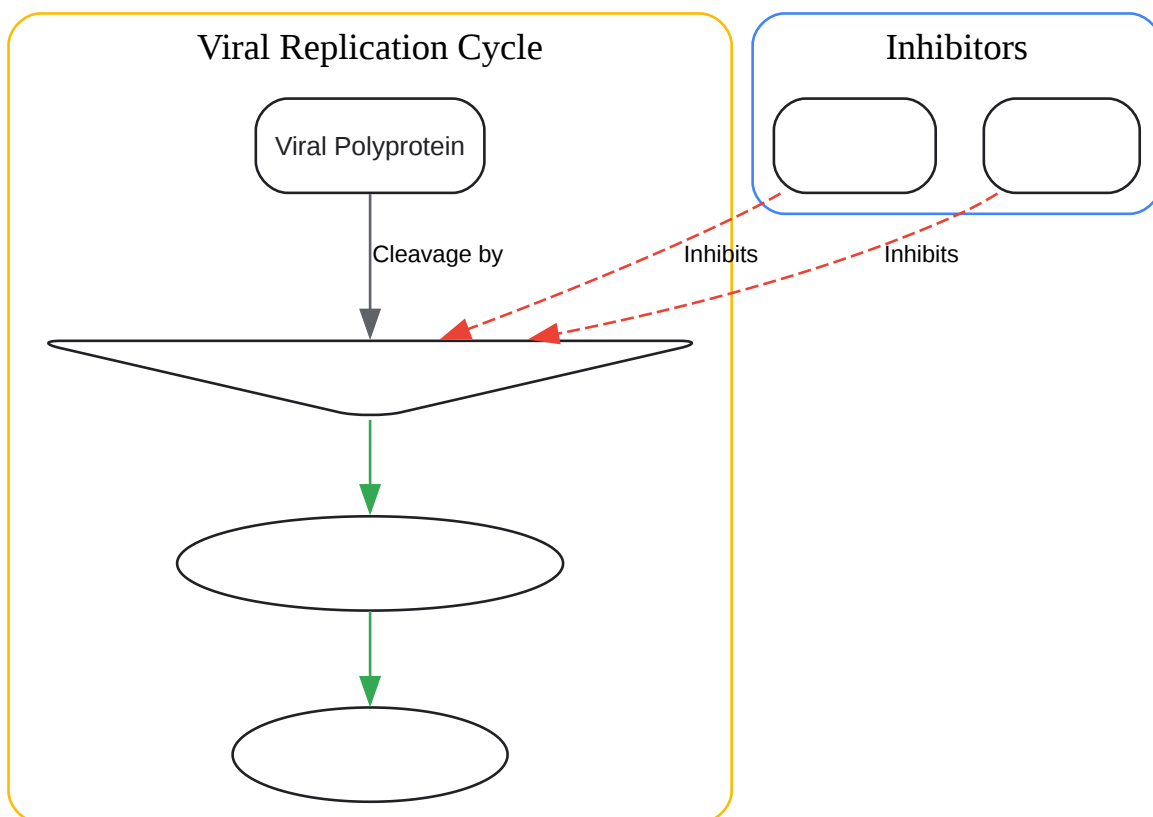 Viral Replication Cycle
Inhibitors
Viral Polyprotein
Cleavage by
Inhibits
Inhibits